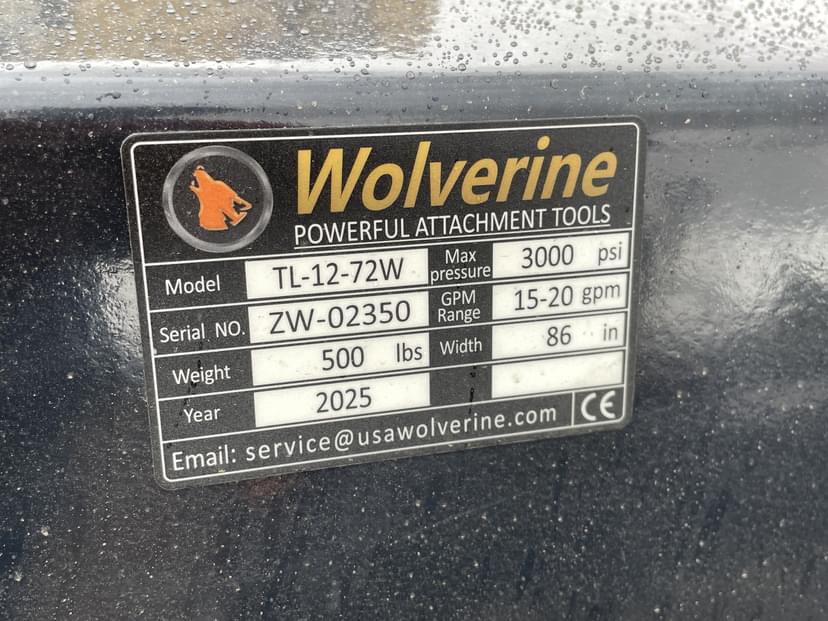 Wolverine
POWERFUL ATTACHMENT TOOLS
Model TL-12-72W Max pressure 3000 psi
Serial NO. ZW-02350 GPM Range 15-20 gpm
Weight 500 lbs Width 86 in
Year 2025
Email: service@usawolverine.com CE